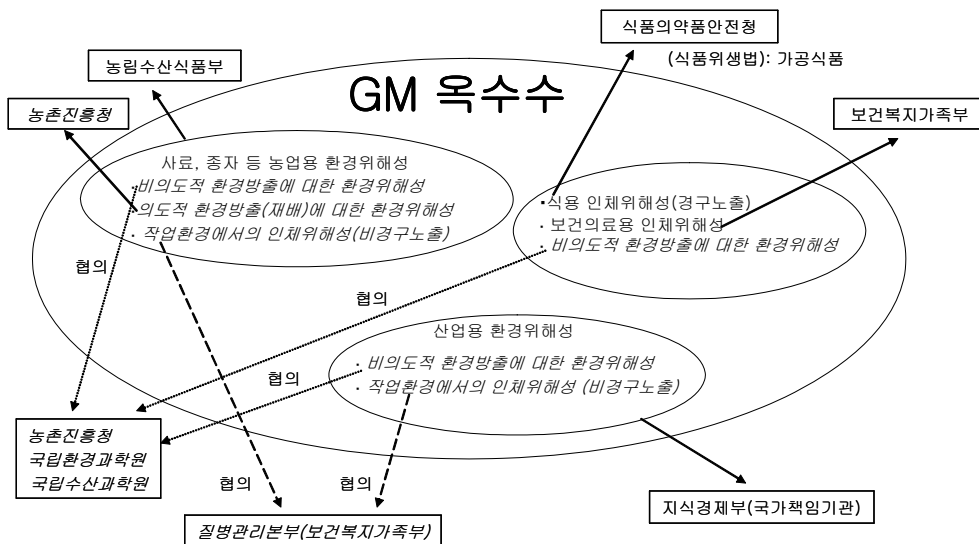 식품의약품안전청
(식품위생법): 가공식품
농림수산식품부
GM 옥수수
농촌진흥청
보건복지가족부
사료, 종자 등 농업용 환경위해성
·비의도적 환경방출에 대한 환경위해성
의도적 환경방출(재배)에 대한 환경위해성
· 작업환경에서의 인체위해성(비경구노출)
·식용 인체위해성(경구노출)
· 보건의료용 인체위해성
· 비의도적 환경방출에 대한 환경위해성
협의
협의
산업용 환경위해성
· 비의도적 환경방출에 대한 환경위해성
· 작업환경에서의 인체위해성 (비경구노출)
협의
농촌진흥청
국립환경과학원
국립수산과학원
협의
협의
지식경제부(국가책임기관)
질병관리본부(보건복지가족부)